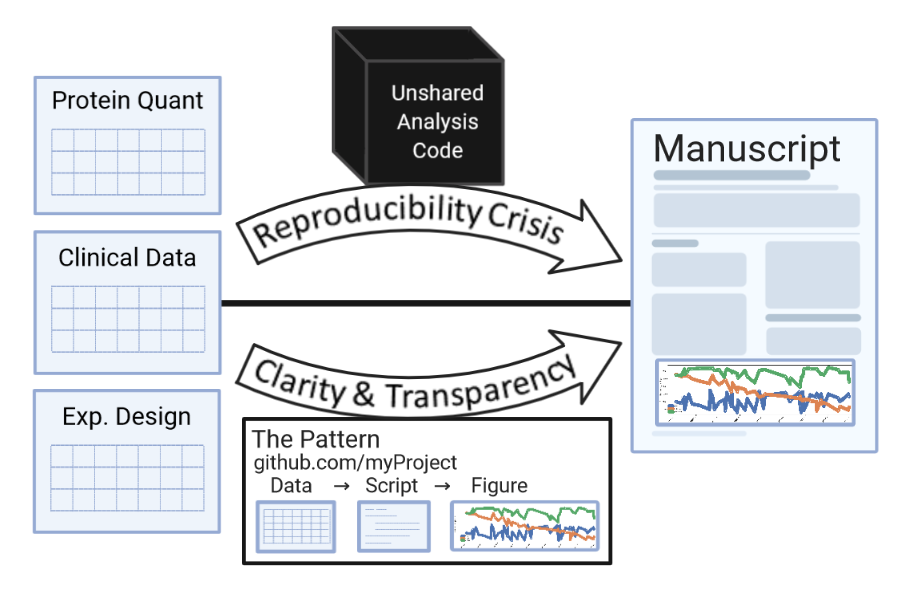 Protein Quant
Clinical Data
Exp. Design
Unshared
Analysis
Code
Reproducibility Crisis
Clarity & Transparency
The Pattern
github.com/myProject
Data → Script → Figure
Manuscript